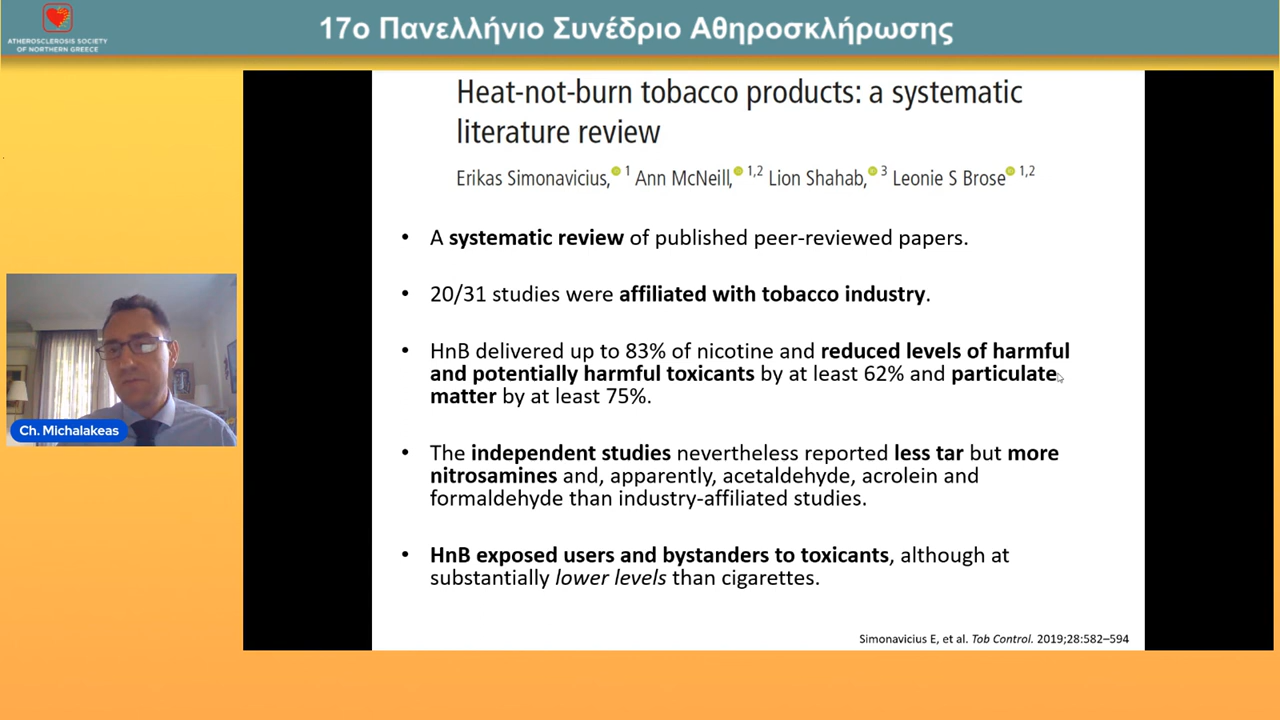 17ο Πανελλήνιο Συνέδριο Αθηροσκλήρωσης
ATHEROSCLEROSIS SOCIETY
OF NORTHERN GREECE
Heat-not-burn tobacco products: a systematic
literature review
Erikas Simonavicius, 1 Ann McNeill, 1,2 Lion Shahab, 3 Leonie S Brose 1,2
• A systematic review of published peer-reviewed papers.
• 20/31 studies were affiliated with tobacco industry.
• HnB delivered up to 83% of nicotine and reduced levels of harmful
and potentially harmful toxicants by at least 62% and particulate
matter by at least 75%.
• The independent studies nevertheless reported less tar but more
nitrosamines and, apparently, acetaldehyde, acrolein and
formaldehyde than industry-affiliated studies.
• HnB exposed users and bystanders to toxicants, although at
substantially lower levels than cigarettes.
Simonavicius E, et al. Tob Control. 2019;28:582–594
Ch. Michalakeas